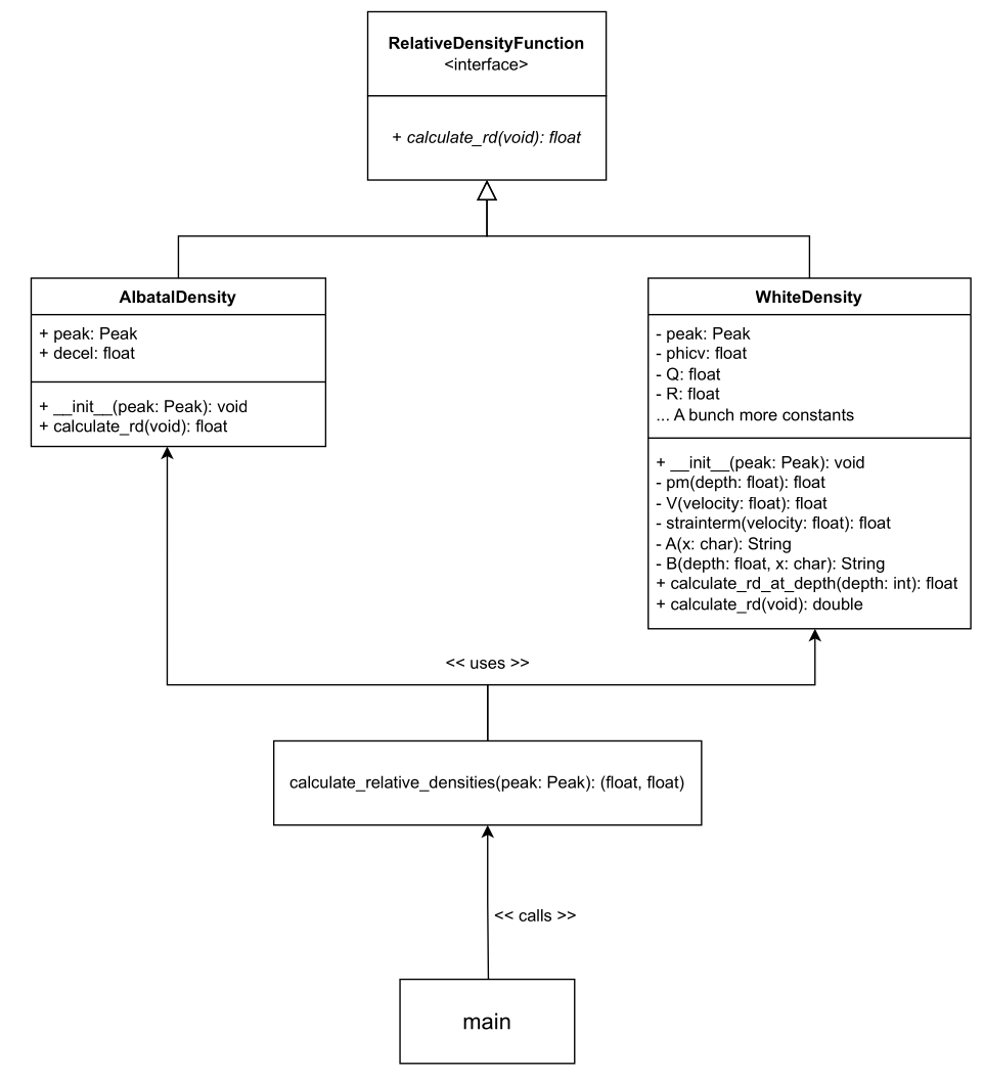 RelativeDensityFunction
<interface>
+ calculate_rd(void): float
AlbatalDensity
+ peak: Peak
+ decel: float
+ __init__(peak: Peak): void
+ calculate_rd(void): float
WhiteDensity
- peak: Peak
- phicv: float
- Q: float
- R: float
... A bunch more constants
+ __init__(peak: Peak): void
- pm(depth: float): float
- V(velocity: float): float
- strainterm(velocity: float): float
- A(x: char): String
- B(depth: float, x: char): String
+ calculate_rd_at_depth(depth: int): float
+ calculate_rd(void): double
<< uses >>
calculate_relative_densities(peak: Peak): (float, float)
<< calls >>
main